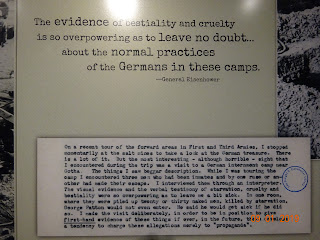 The evidence of bestiality and cruelty
is so overpowering as to leave no doubt...
about the normal practices
of the Germans in these camps.
—General Eisenhower
On a recent tour of the forward areas in First and Third Armies, I stopped
momentarily at the salt mines to take a look at the German treasure. There
is a lot of it. But the most interesting - although horrible - sight that
I encountered during the trip was a visit to a German internment camp near
Gotha. The things I saw beggar description. While I was touring the
camp I encountered three men who had been inmates and by one ruse or an-
other had made their escape. I interviewed them through an interpreter.
The visual evidence and the verbal testimony of starvation, cruelty and
bestiality were so overpowering as to leave me a bit sick. In one room,
where they were piled up twenty or thirty naked men, killed by starvation,
George Patton would not even enter. He said he would get sick if he did
so. I made the visit deliberately, in order to be in position to give
first-hand evidence of these things if ever, in the future, there develops
a tendency to charge these allegations merely to "propaganda".